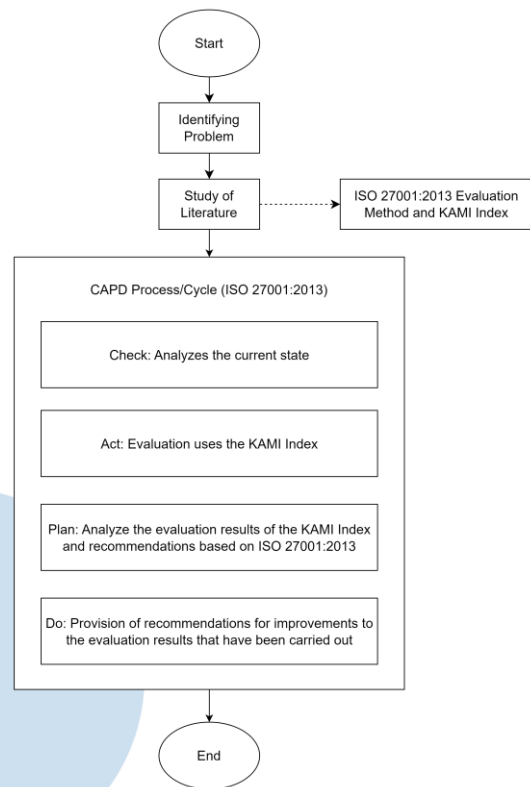 Start
Identifying
Problem
Study of
Literature
ISO 27001:2013 Evaluation
Method and KAMI Index
CAPD Process/Cycle (ISO 27001:2013)
Check: Analyzes the current state
Act: Evaluation uses the KAMI Index
Plan: Analyze the evaluation results of the KAMI Index
and recommendations based on ISO 27001:2013
Do: Provision of recommendations for improvements to
the evaluation results that have been carried out
End